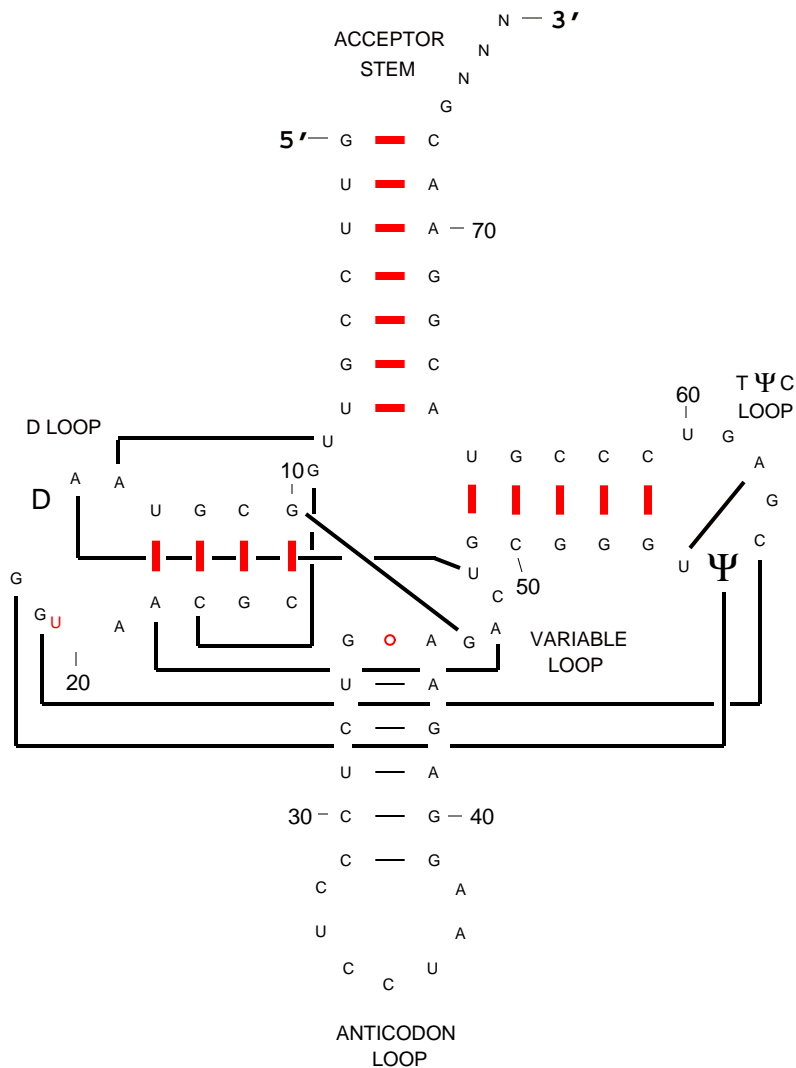 N — 3’
ACCEPTOR N
STEM N
G
5’— G C
U A
U A — 70
C G
C G
G C
U A
T Ψ C
60 LOOP
D LOOP U U G
U G C C C A
A A 10 G
D U G C G G
G C G G G U Ψ C
G U 50
G U A A C G C C
A G A G A VARIABLE
20 U A LOOP
C G
U A
30 — C G — 40
C G
C A
U A
C C U
ANTICODON
LOOP